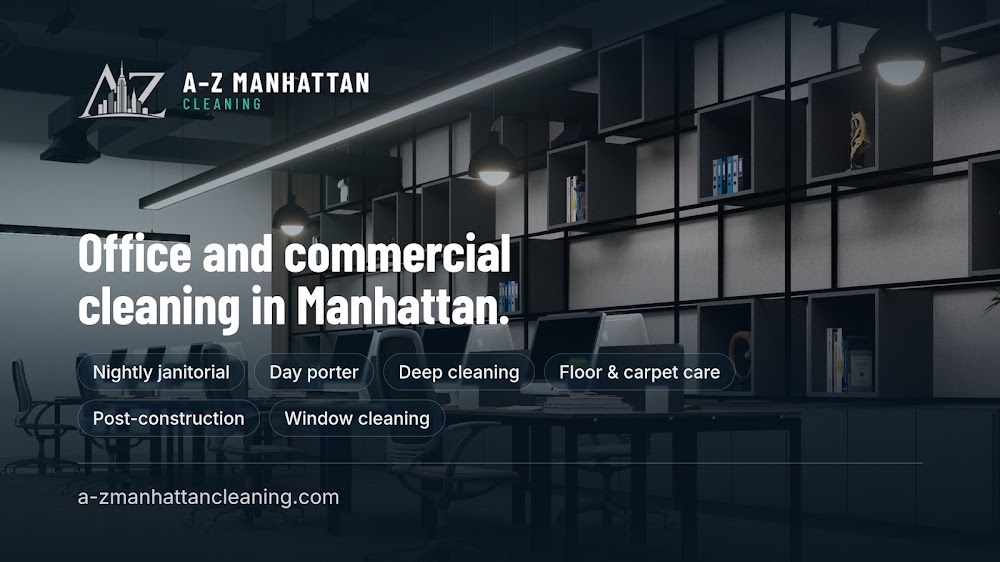 AZ
A-Z MANHATTAN
CLEANING
Office and commercial
cleaning in Manhattan.
Nightly janitorial
Day porter
Deep cleaning
Floor & carpet care
Post-construction
Window cleaning
a-zmanhattancleaning.com